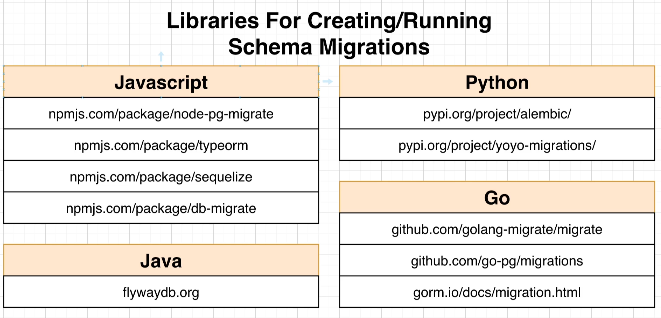 Libraries For Creating/Running
Schema Migrations
Javascript
npmjs.com/package/node-pg-migrate
npmjs.com/package/typeorm
npmjs.com/package/sequelize
npmjs.com/package/db-migrate
Java
flywaydb.org
Python
pypi.org/project/alembic/
pypi.org/project/yoyo-migrations/
Go
github.com/golang-migrate/migrate
github.com/go-pg/migrations
gorm.io/docs/migration.html